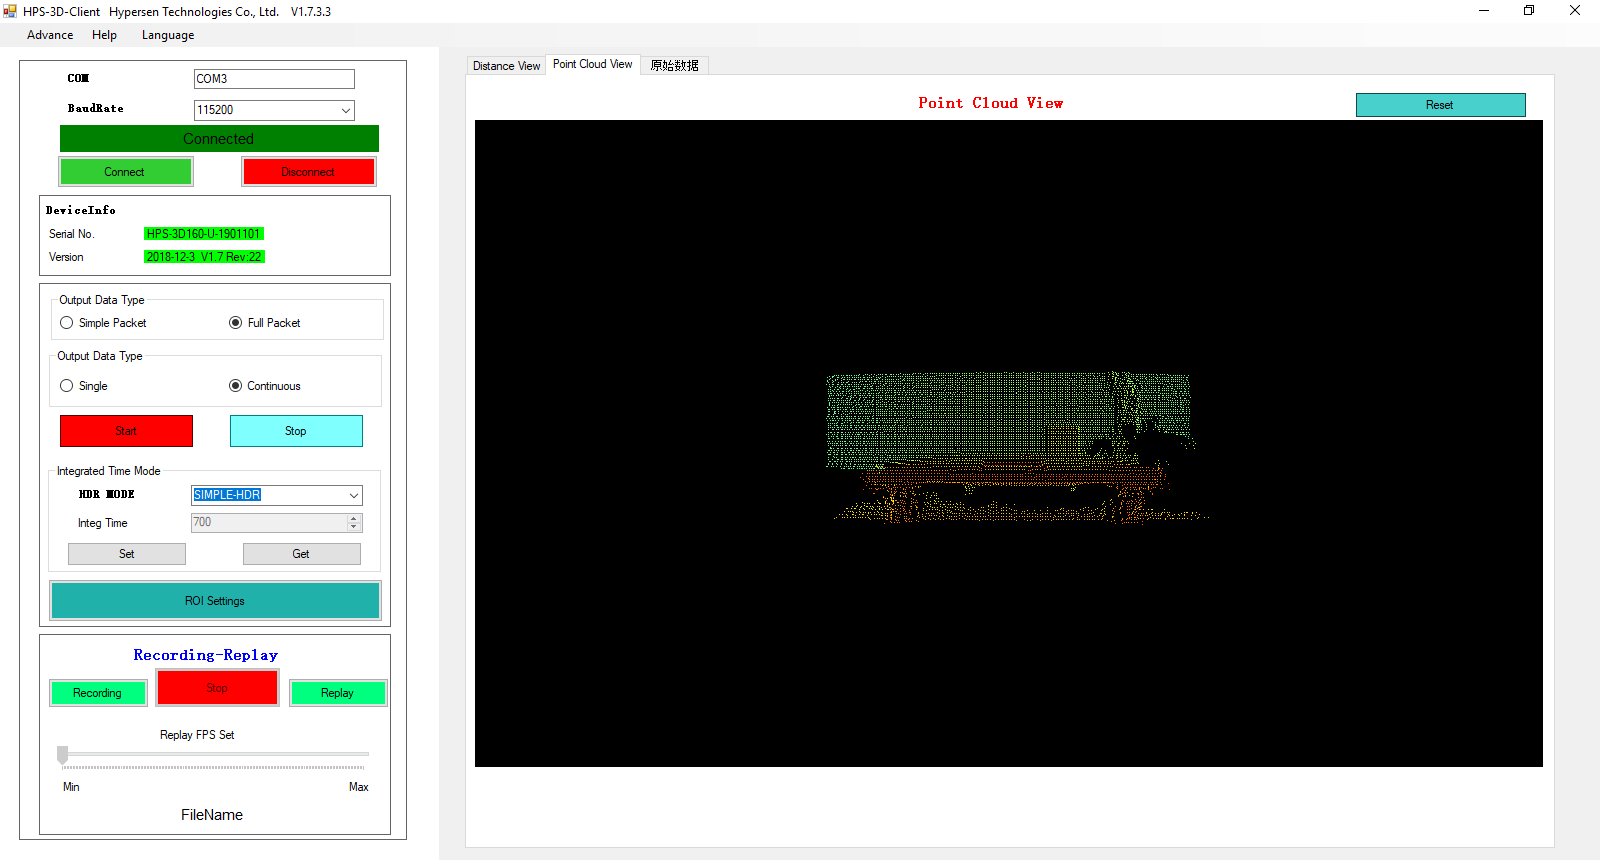 HPS-3D-Client   Hypersen Technologies Co., Ltd.   V1.7.3.3
Advance   Help   Language
COM   COM3
BaudRate   115200
Connected
Connect   Disconnect
DeviceInfo
Serial No.   HPS-3D160-U-1901101
Version   2018-12-3  V1.7 Rev:22
Output Data Type
Simple Packet   Full Packet
Output Data Type
Single   Continuous
Start   Stop
Integrated Time Mode
HDR MODE   SIMPLE-HDR
Integ Time   700
Set   Get
ROI Settings
Recording-Replay
Recording   Stop   Replay
Replay FPS Set
Min   Max
FileName
Distance View   Point Cloud View   原始数据
Point Cloud View   Reset